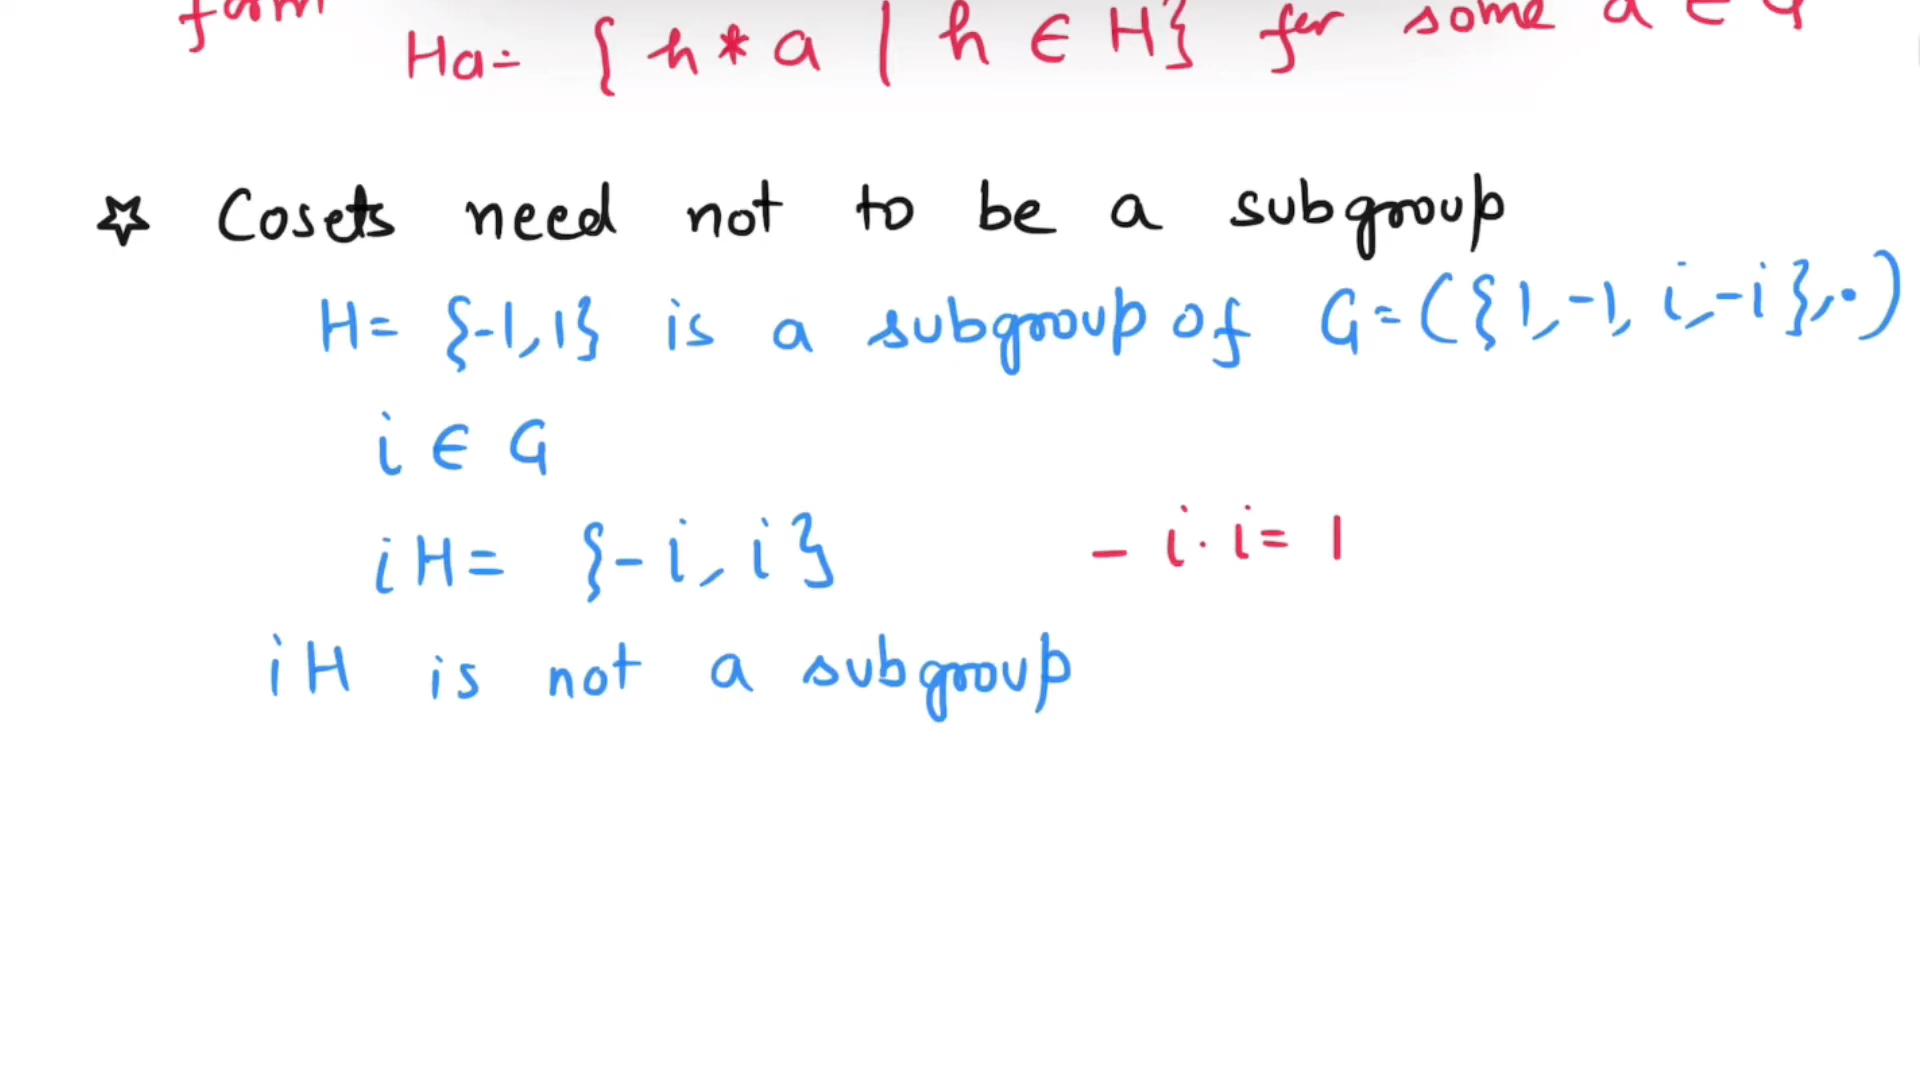 form
Ha = { h * a | h ∈ H} for some a ∈ G
☆ Cosets need not to be a subgroup
H = {-1, 1} is a subgroup of G = ({1, -1, i, -i}, ·)
i ∈ G
iH = {-i, i} - i · i = 1
iH is not a subgroup